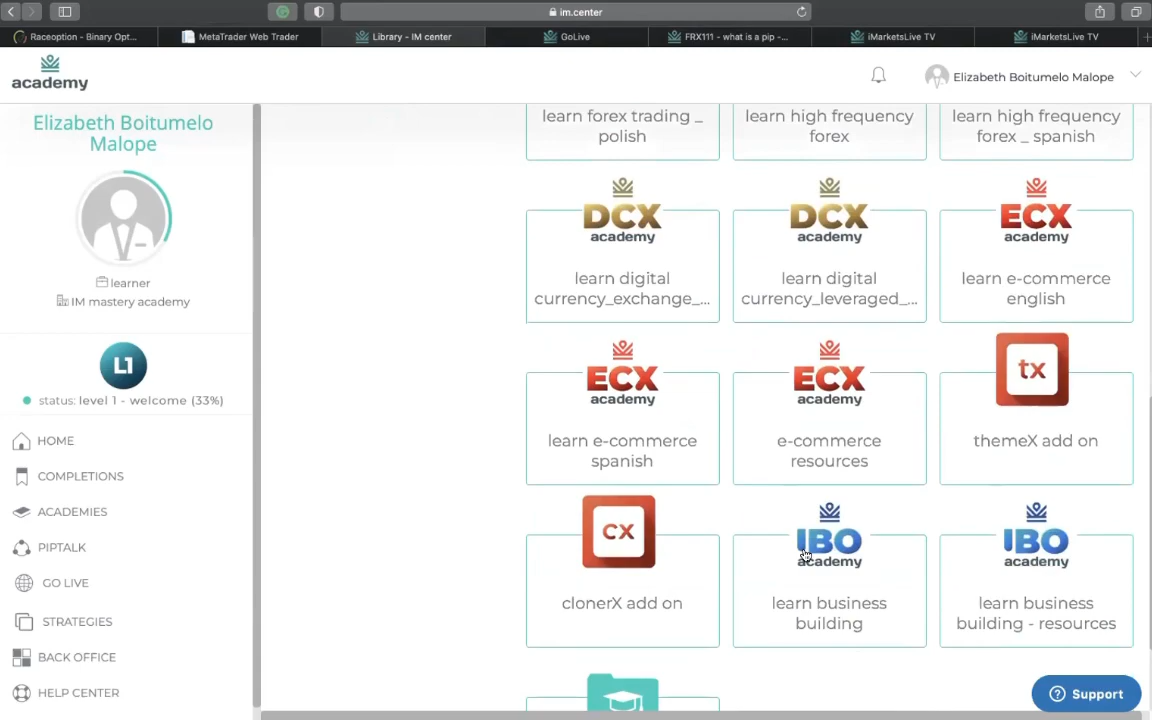 im.center
Raceoption - Binary Opt...
MetaTrader Web Trader
Library - IM center
GoLive
FRX111 - what is a pip -...
iMarketsLive TV
iMarketsLive TV
academy
Elizabeth Boitumelo Malope
Elizabeth Boitumelo
Malope
learner
IM mastery academy
L1
status: level 1 - welcome (33%)
HOME
COMPLETIONS
ACADEMIES
PIPTALK
GO LIVE
STRATEGIES
BACK OFFICE
HELP CENTER
learn forex trading _
polish
learn high frequency
forex
learn high frequency
forex _ spanish
DCX
academy
learn digital
currency_exchange_...
DCX
academy
learn digital
currency_leveraged_...
ECX
academy
learn e-commerce
english
ECX
academy
learn e-commerce
spanish
ECX
academy
e-commerce
resources
tx
themeX add on
cx
clonerX add on
IBO
academy
learn business
building
IBO
academy
learn business
building - resources
Support